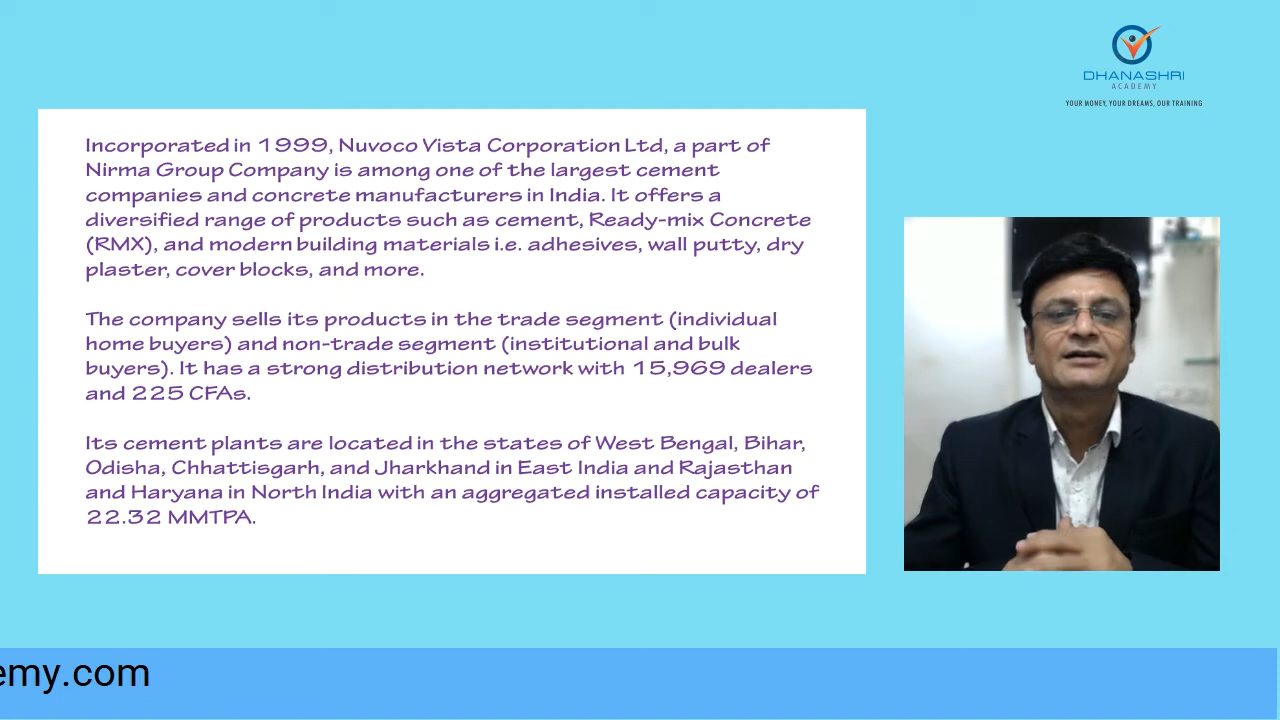 DHANASHRI
ACADEMY
YOUR MONEY, YOUR DREAMS, OUR TRAINING
Incorporated in 1999, Nuvoco Vista Corporation Ltd, a part of
Nirma Group Company is among one of the largest cement
companies and concrete manufacturers in India. It offers a
diversified range of products such as cement, Ready-mix Concrete
(RMX), and modern building materials i.e. adhesives, wall putty, dry
plaster, cover blocks, and more.
The company sells its products in the trade segment (individual
home buyers) and non-trade segment (institutional and bulk
buyers). It has a strong distribution network with 15,969 dealers
and 225 CFAs.
Its cement plants are located in the states of West Bengal, Bihar,
Odisha, Chhattisgarh, and Jharkhand in East India and Rajasthan
and Haryana in North India with an aggregated installed capacity of
22.32 MMTPA.
emy.com